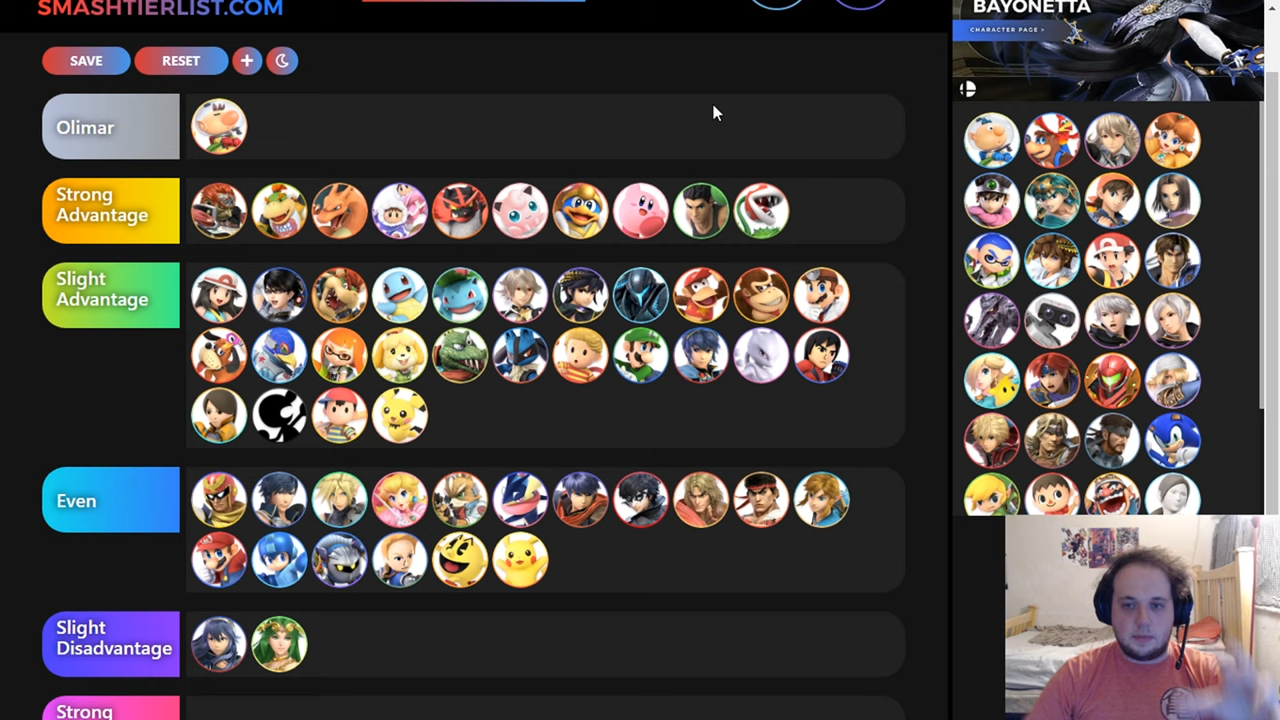 SMASHTIERLIST.COM
BAYONETTA
CHARACTER PAGE >
SAVE
RESET
Olimar
Strong
Advantage
Slight
Advantage
Even
Slight
Disadvantage
Strong